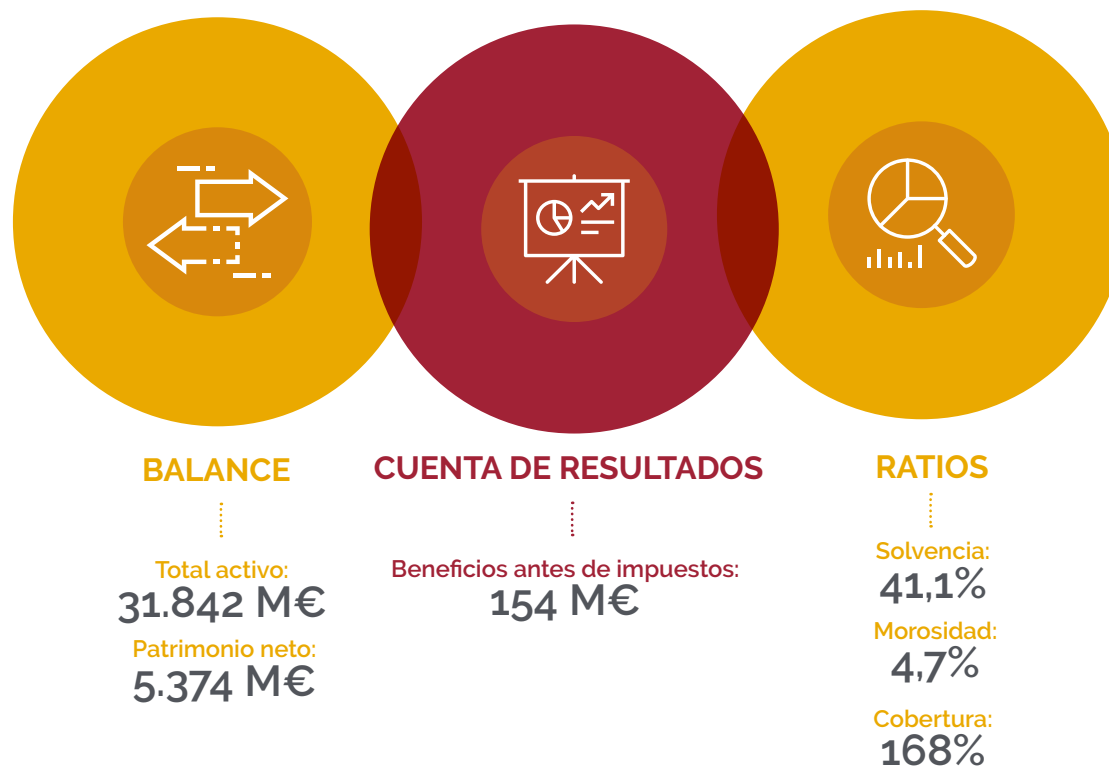 BALANCE
Total activo:
31.842 M€
Patrimonio neto:
5.374 M€
CUENTA DE RESULTADOS
Beneficios antes de impuestos:
154 M€
RATIOS
Solvencia:
41,1%
Morosidad:
4,7%
Cobertura:
168%